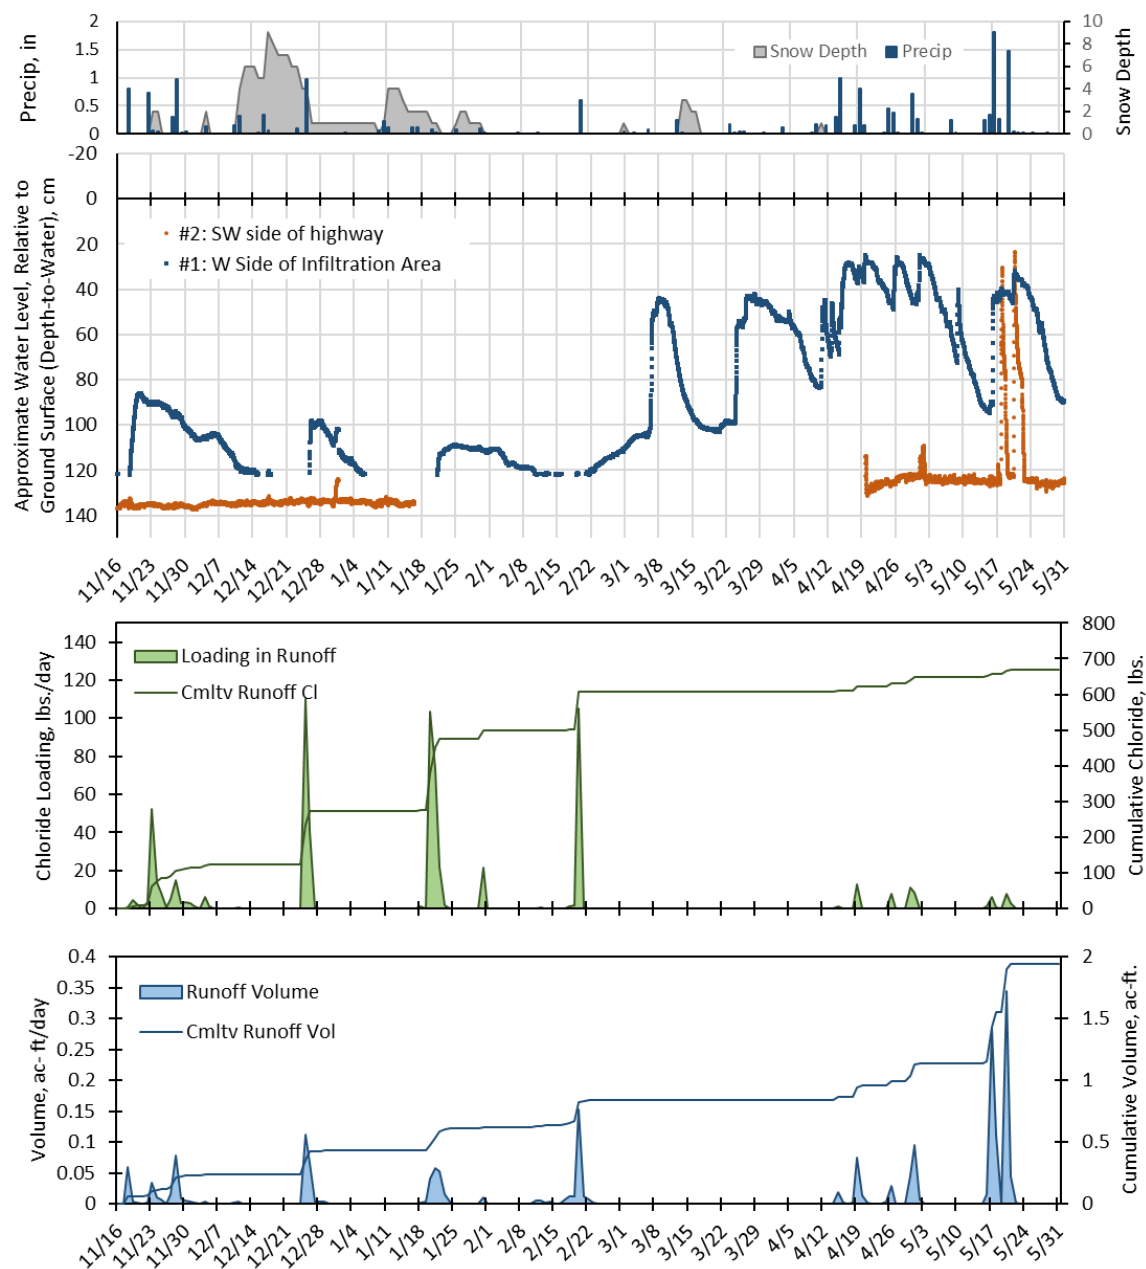 Precip, in
2
1.5
1
0.5
0
Snow Depth
Precip
10
8
6
4
2
0
Snow Depth
Approximate Water Level, Relative to
Ground Surface (Depth-to-Water), cm
-20
0
20
40
60
80
100
120
140
#2: SW side of highway
#1: W Side of Infiltration Area
11/16 11/23 11/30 12/7 12/14 12/21 12/28 1/4 1/11 1/18 1/25 2/1 2/8 2/15 2/22 3/1 3/8 3/15 3/22 3/29 4/5 4/12 4/19 4/26 5/3 5/10 5/17 5/24 5/31
Chloride Loading, lbs./day
140
120
100
80
60
40
20
0
Loading in Runoff
Cmltv Runoff Cl
800
700
600
500
400
300
200
100
0
Cumulative Chloride, lbs.
Volume, ac- ft/day
0.4
0.35
0.3
0.25
0.2
0.15
0.1
0.05
0
Runoff Volume
Cmltv Runoff Vol
2
1.5
1
0.5
0
Cumulative Volume, ac-ft.
11/16 11/23 11/30 12/7 12/14 12/21 12/28 1/4 1/11 1/18 1/25 2/1 2/8 2/15 2/22 3/1 3/8 3/15 3/22 3/29 4/5 4/12 4/19 4/26 5/3 5/10 5/17 5/24 5/31